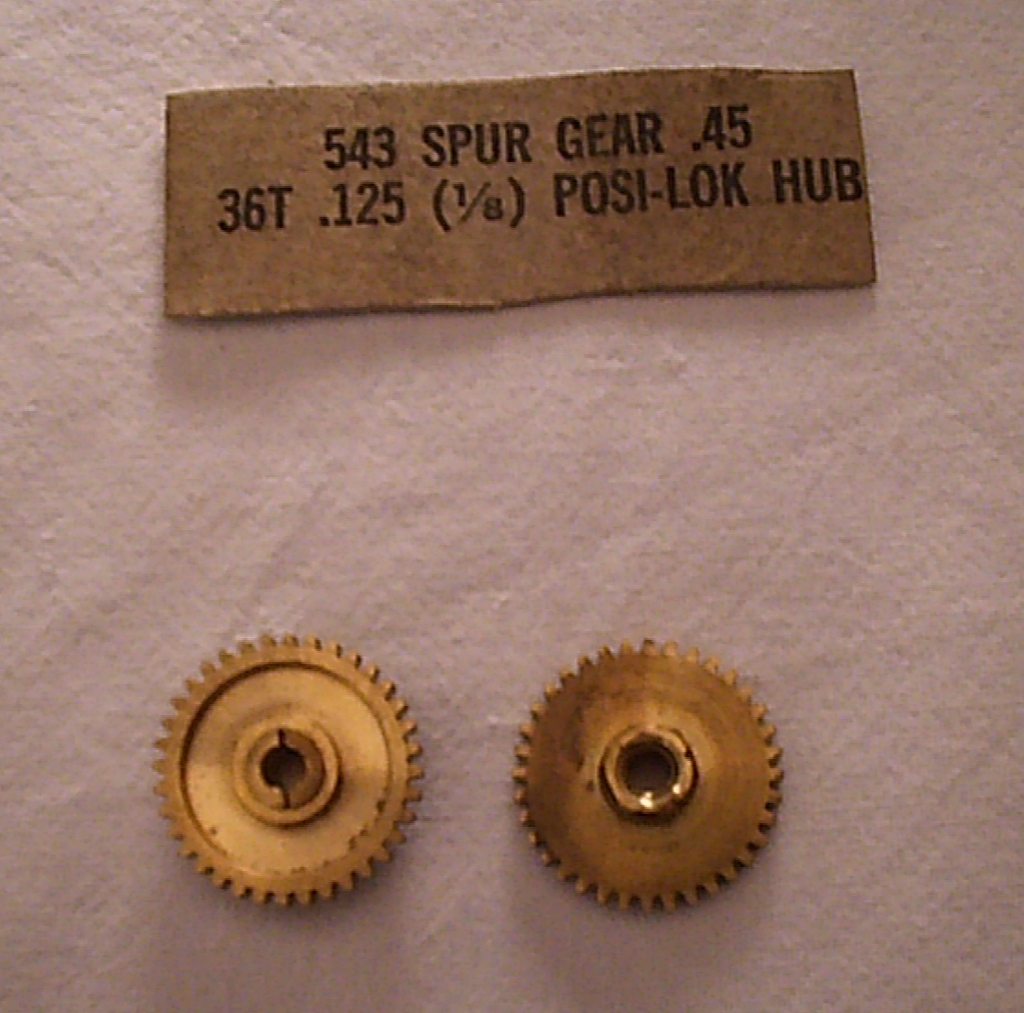 543 SPUR GEAR .45
36T .125 (⅛) POSI-LOK HUB